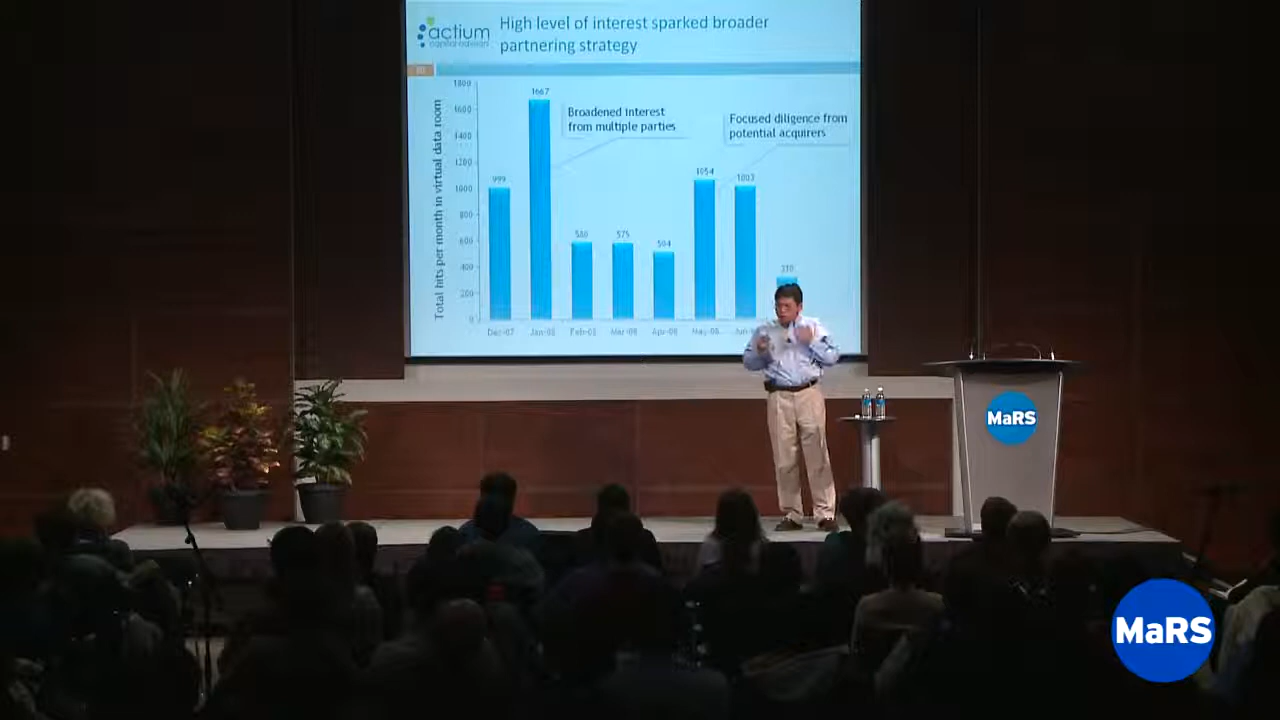 actium
High level of interest sparked broader
partnering strategy
Total hits per month in virtual data room
1800
1600
1400
1200
1000
800
600
400
200
0
999
1667
580
575
504
1054
1003
310
Broadened interest
from multiple parties
Focused diligence from
potential acquirers
Dec-07
Jan-08
Feb-08
Mar-08
Apr-08
May-08
Jun-
MaRS
MaRS